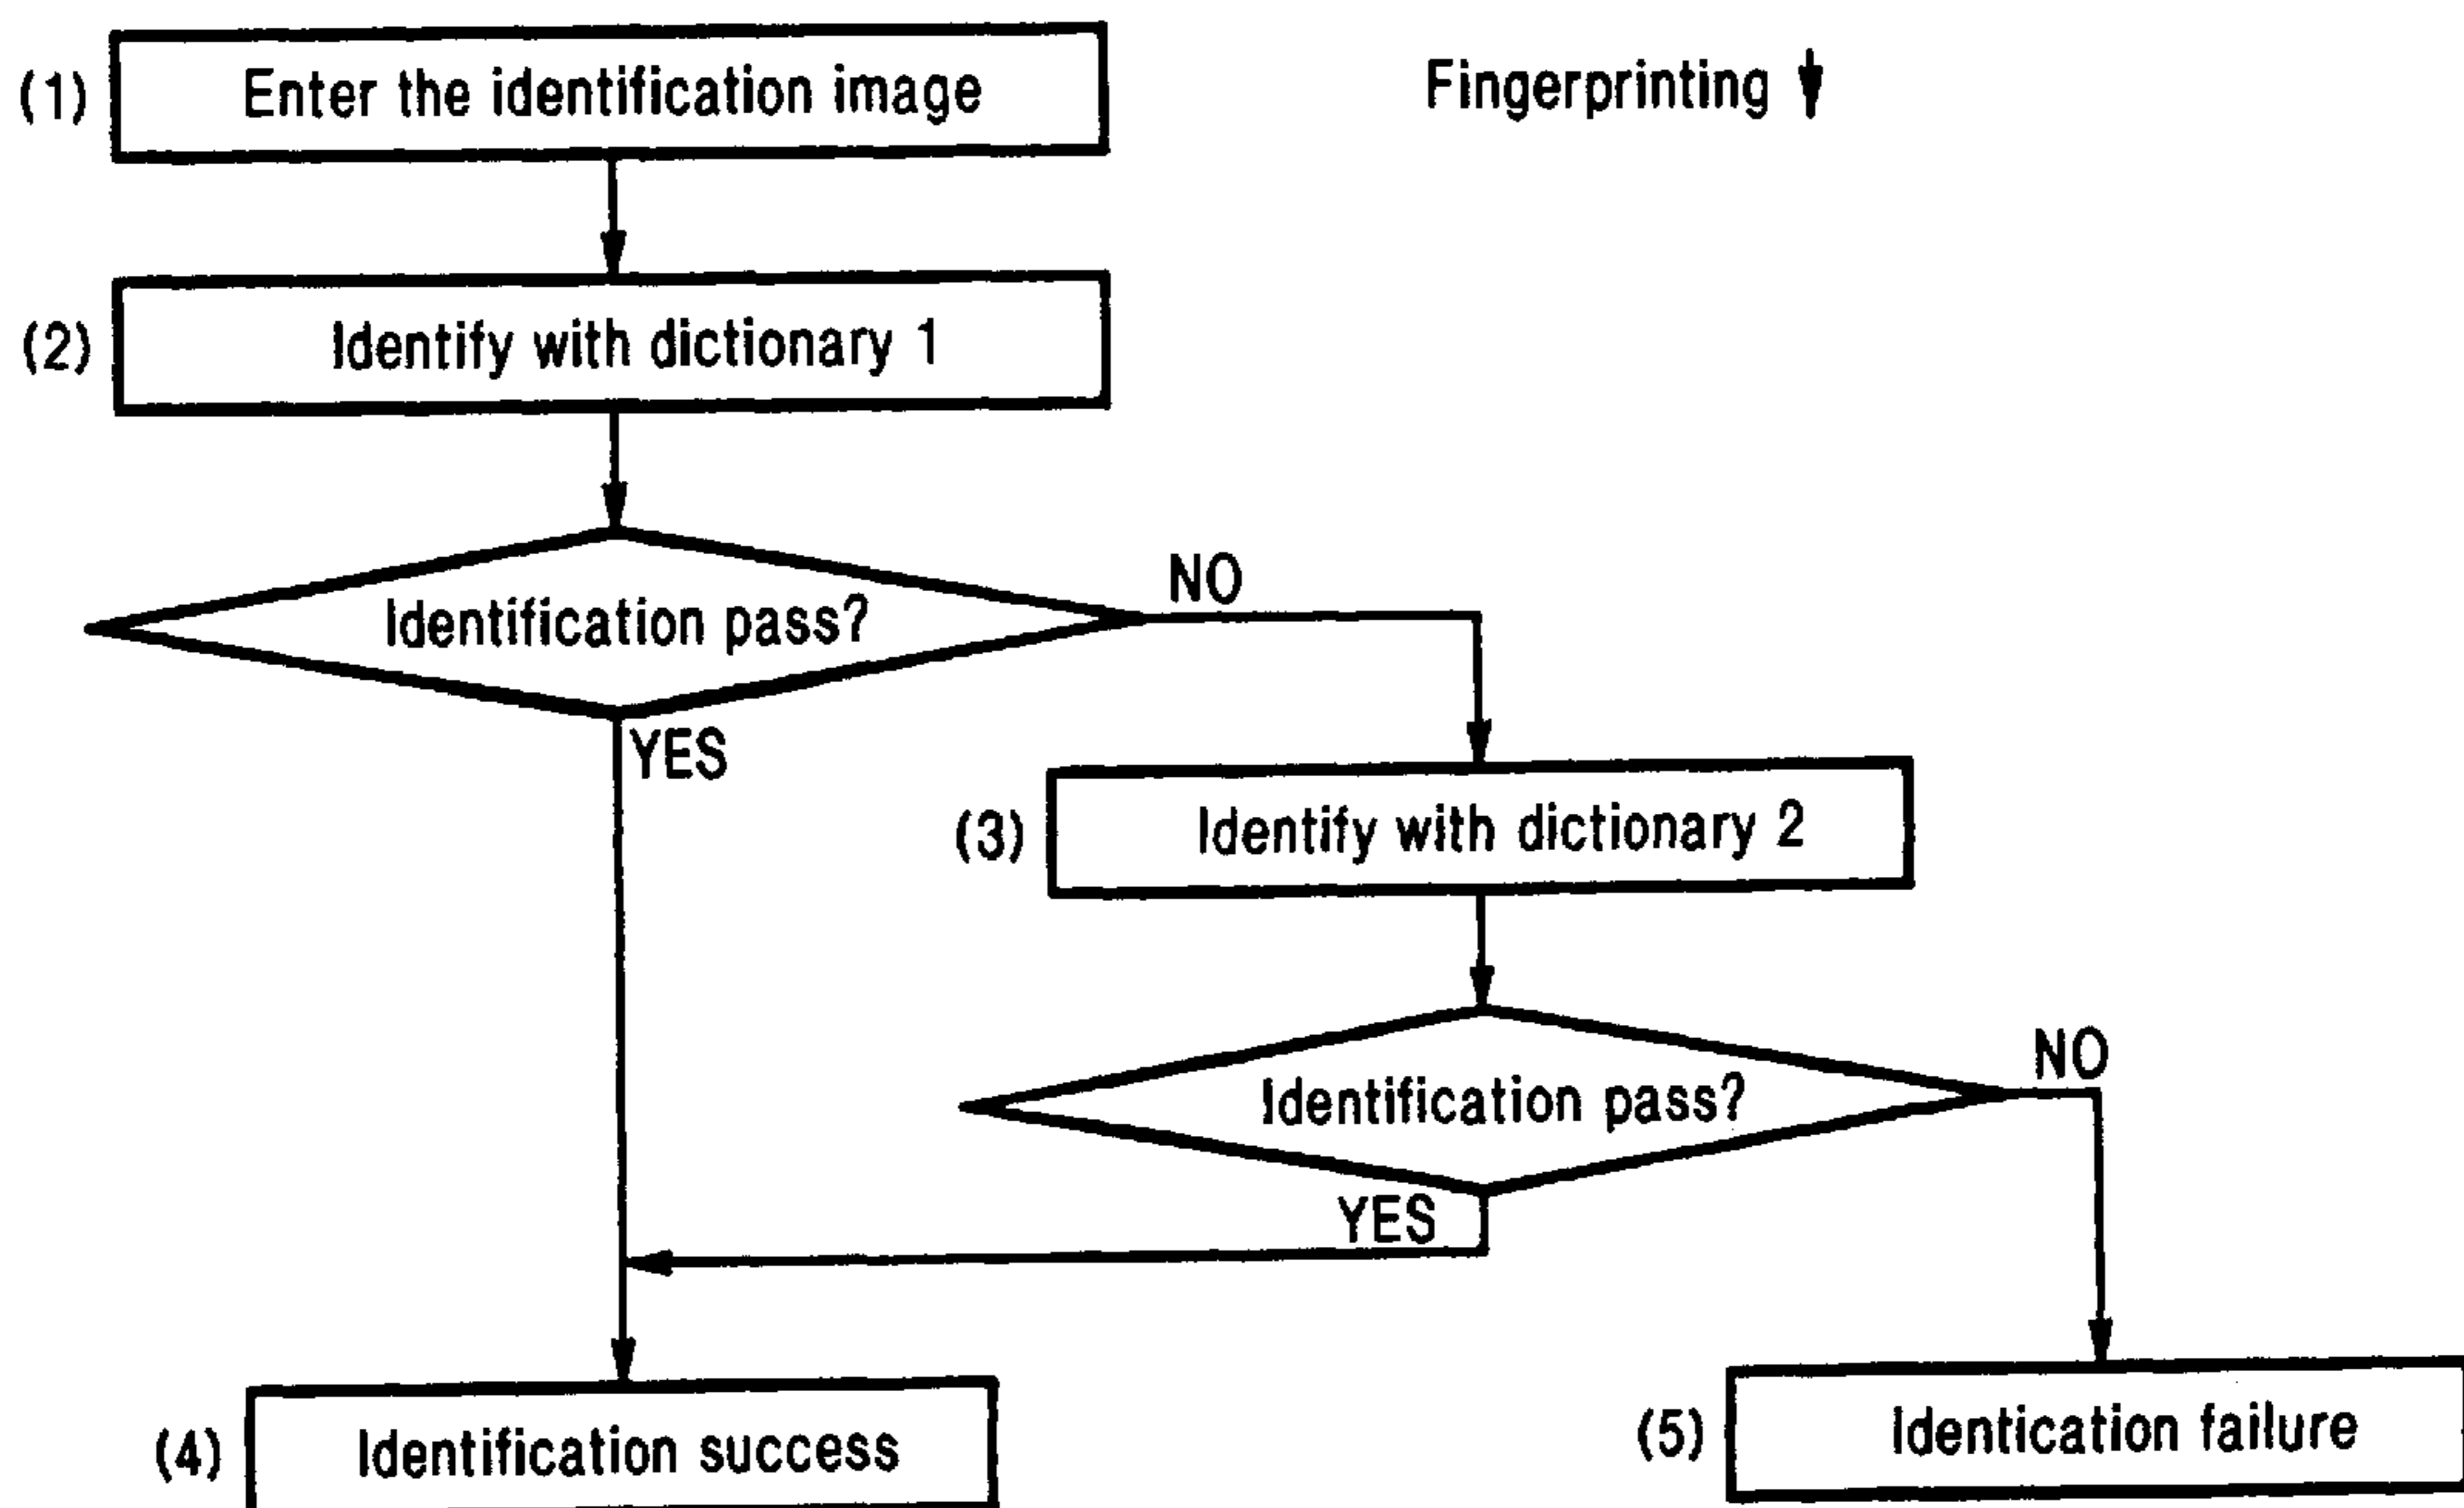 (1) Enter the identification image
Fingerprinting
(2) Identify with dictionary 1
Identification pass?
NO
YES
(3) Identify with dictionary 2
Identification pass?
NO
YES
(4) Identification success
(5) Identication failure